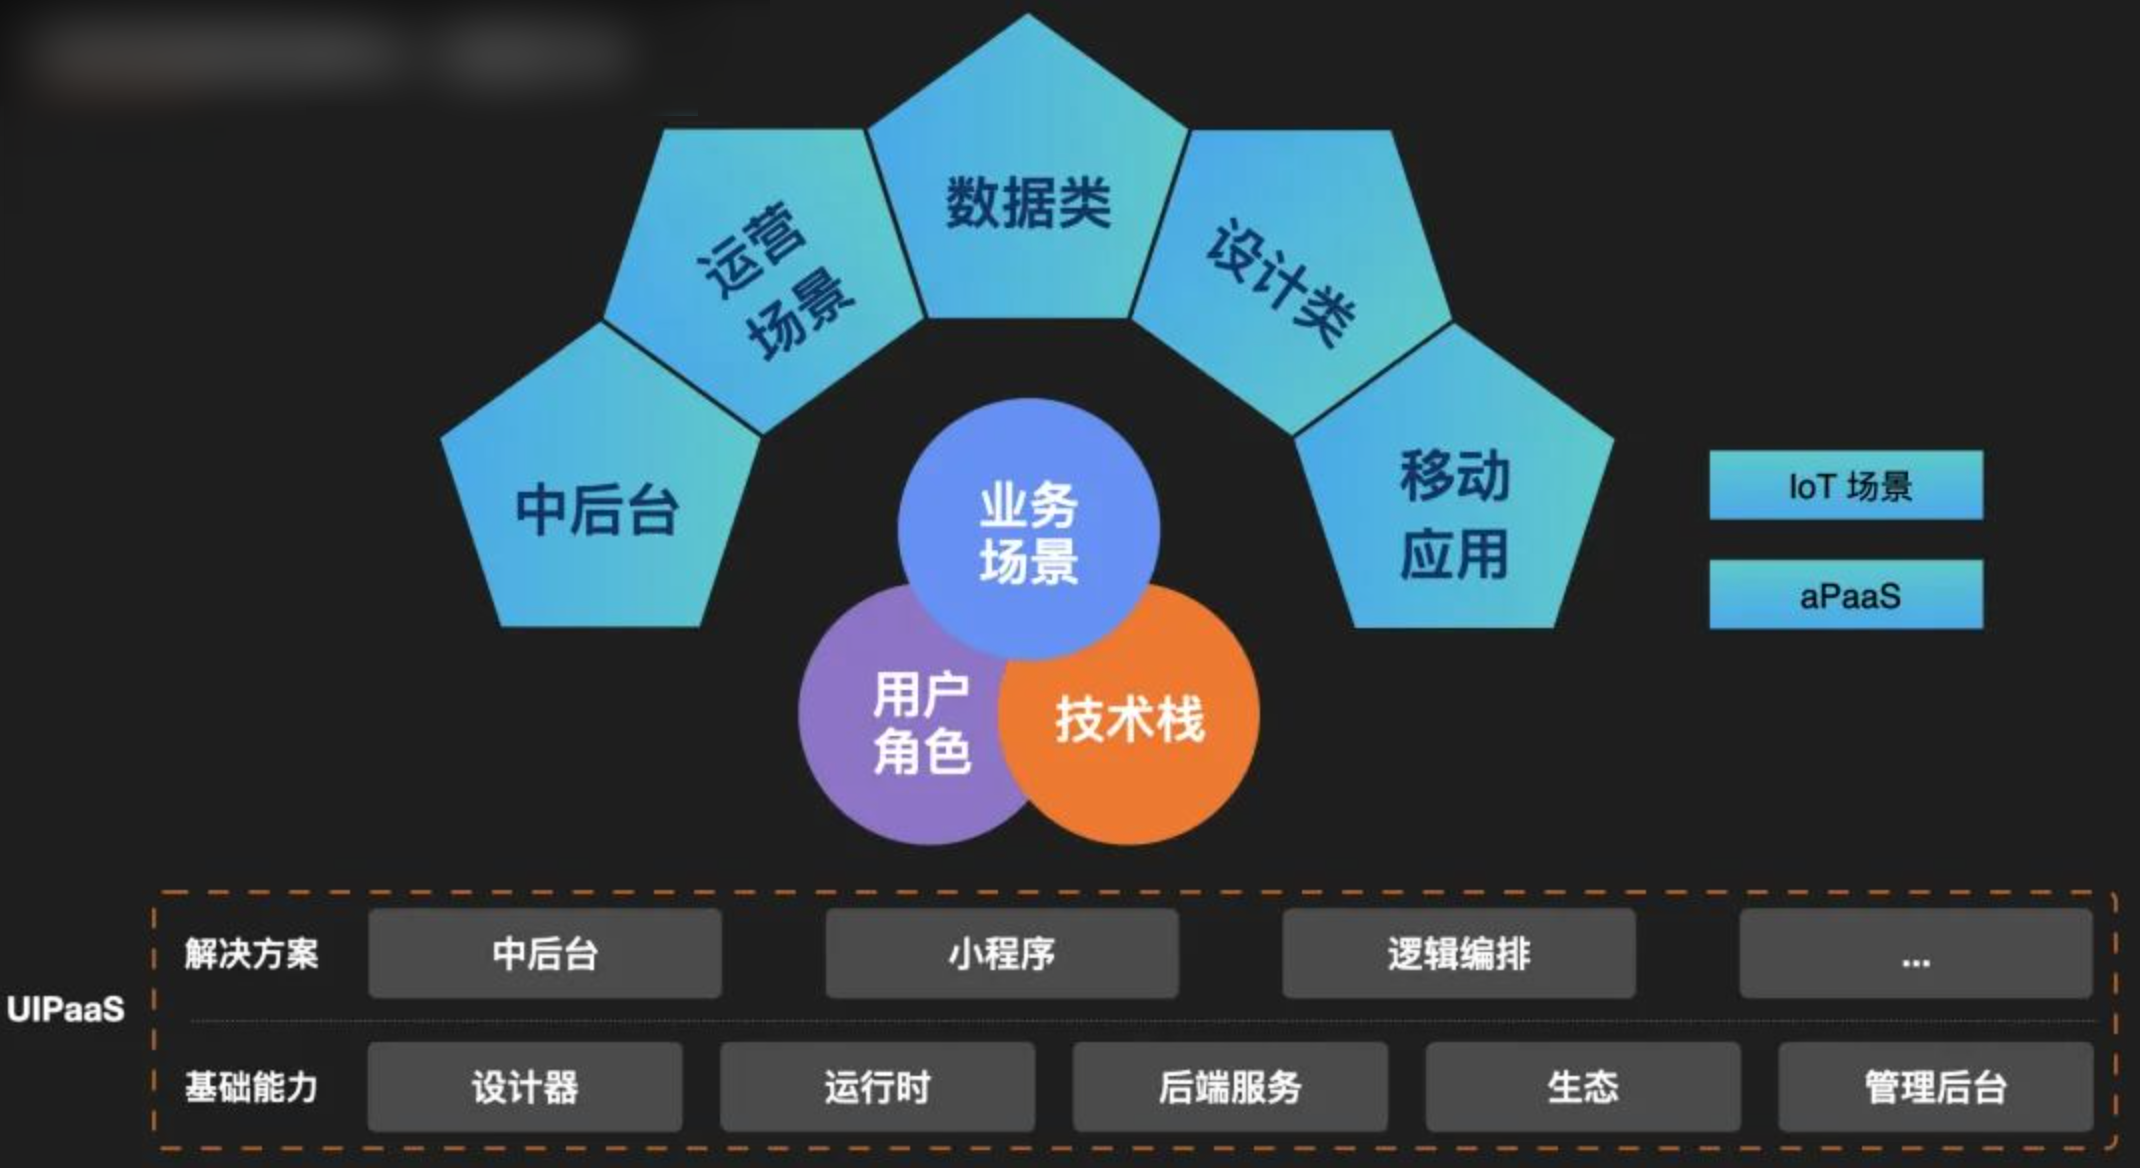 数据类
运营
场景
设计类
中后台
移动
应用
IoT 场景
aPaaS
业务
场景
用户
角色
技术栈
UIPaaS
解决方案
中后台
小程序
逻辑编排
...
基础能力
设计器
运行时
后端服务
生态
管理后台